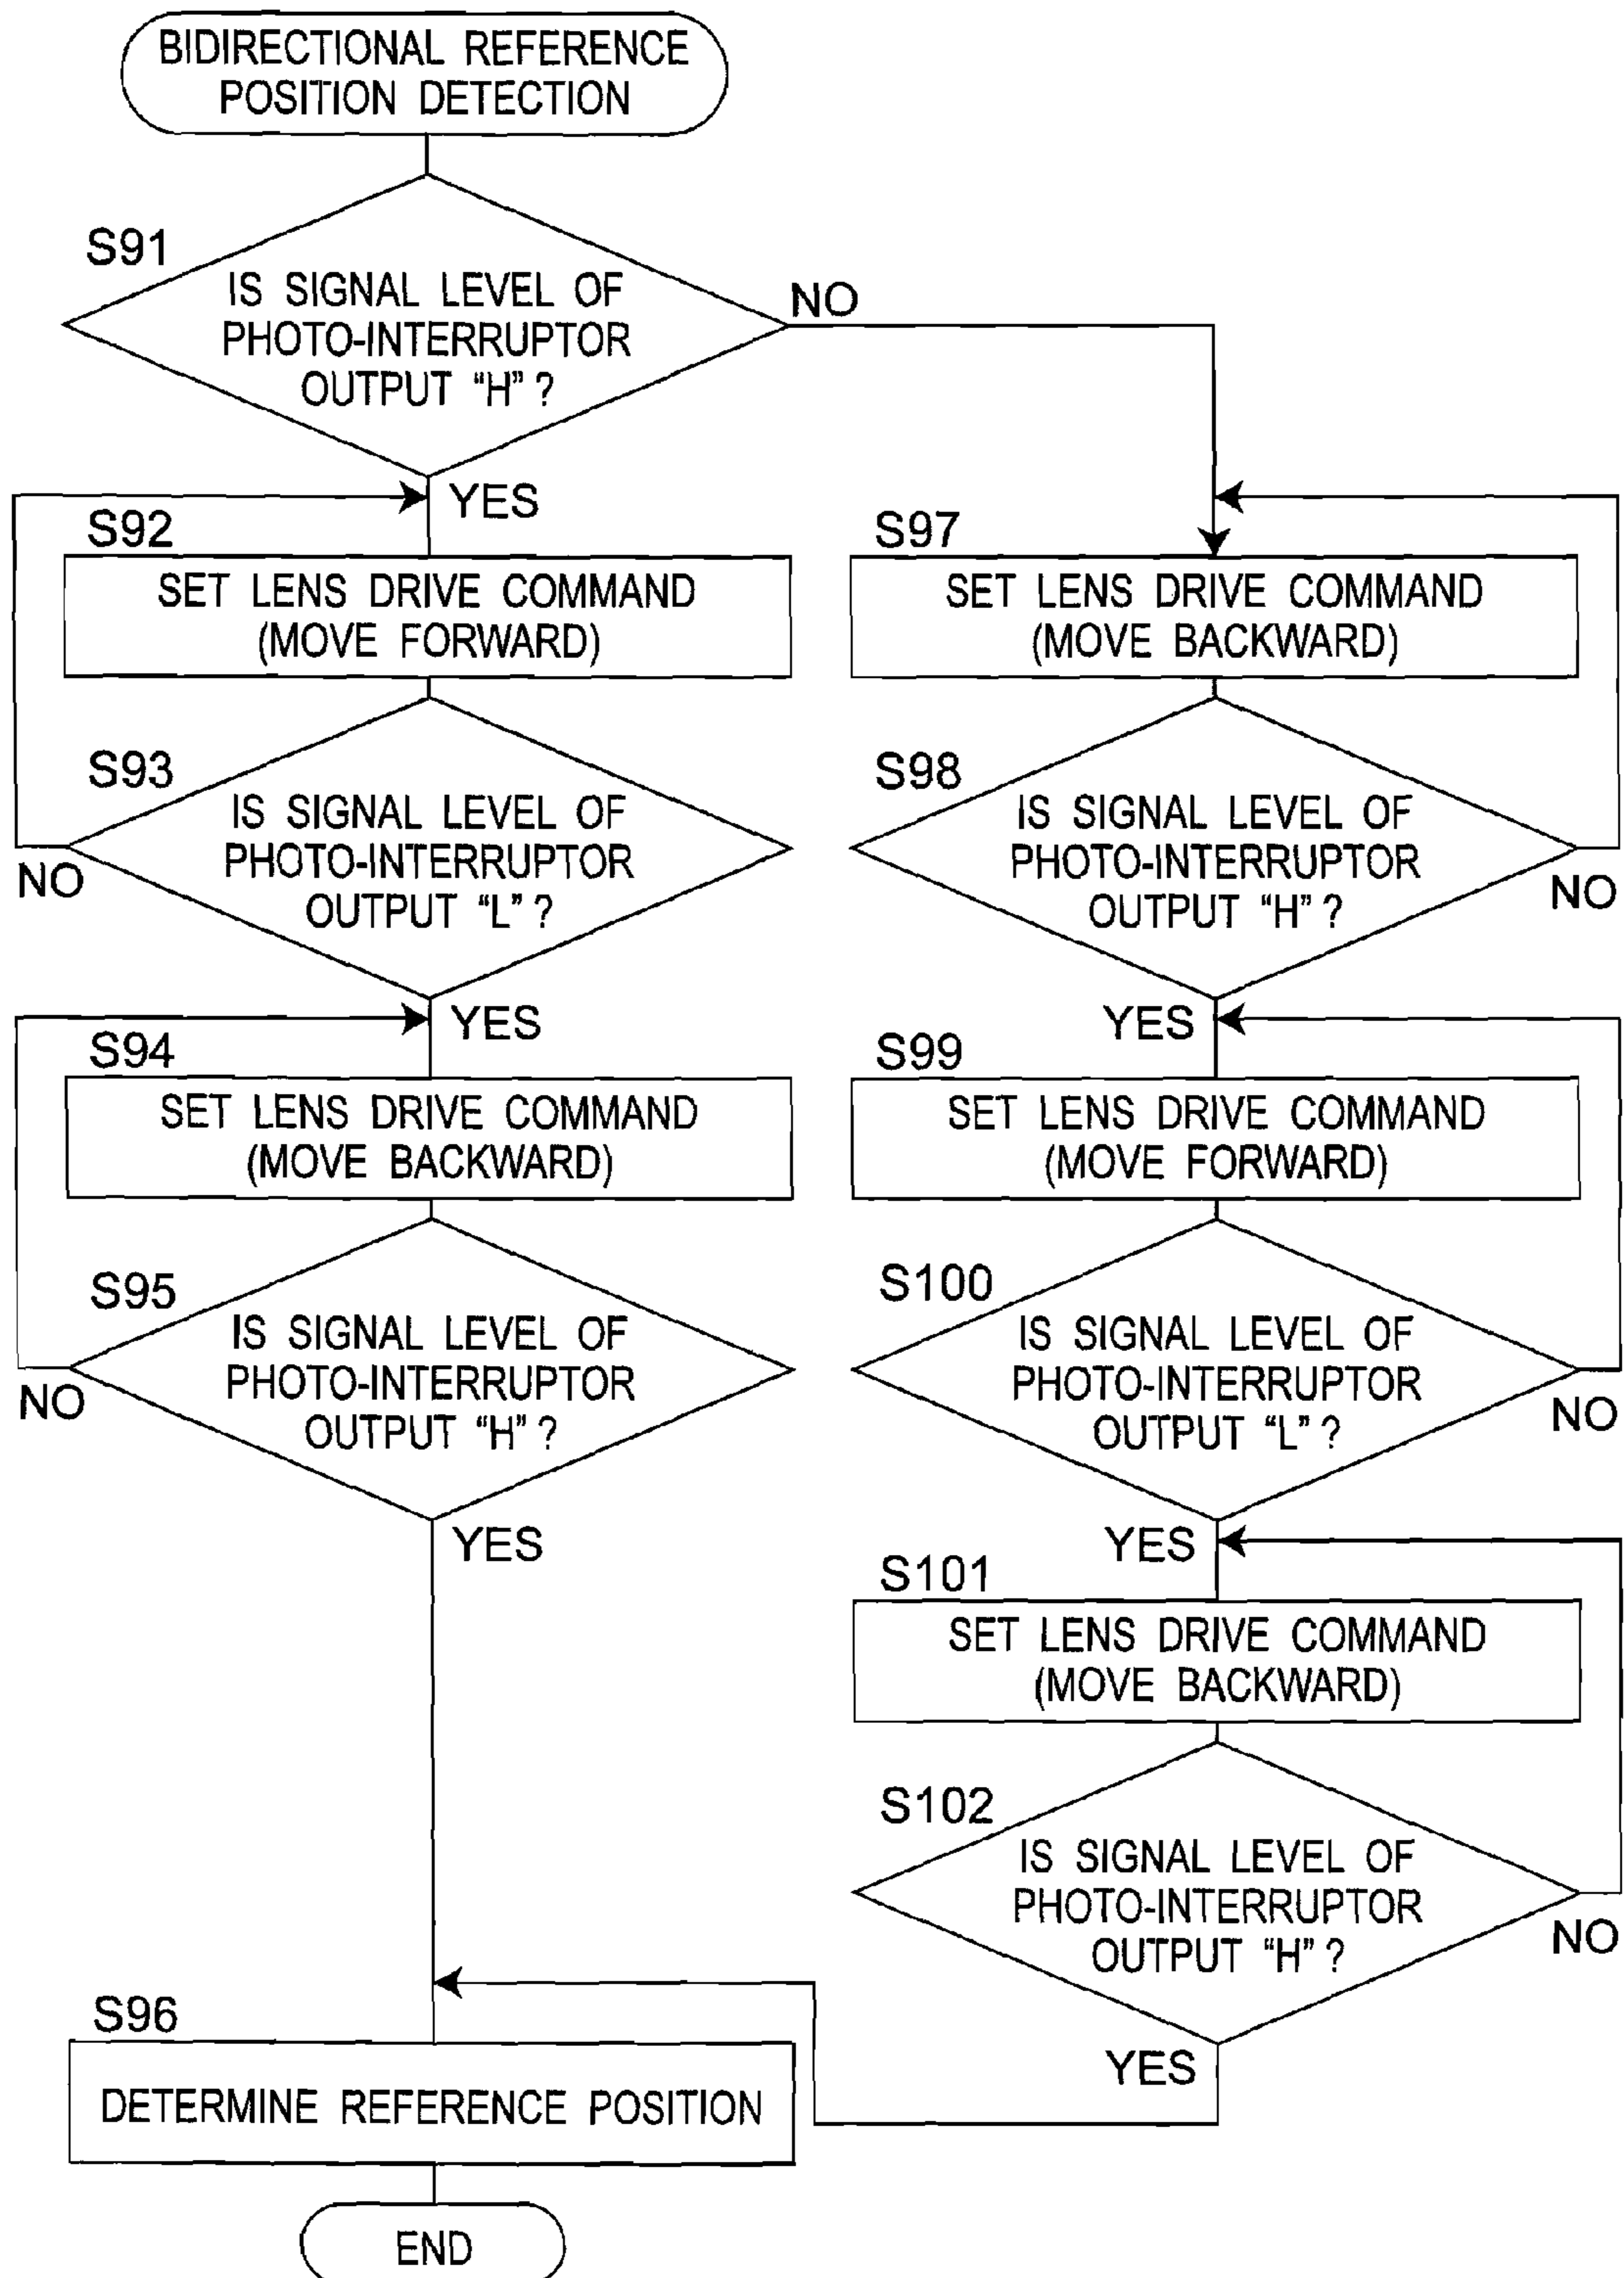 BIDIRECTIONAL REFERENCE
POSITION DETECTION
S91
IS SIGNAL LEVEL OF
PHOTO-INTERRUPTOR
OUTPUT “H” ?
NO
YES
S92
SET LENS DRIVE COMMAND
(MOVE FORWARD)
S93
IS SIGNAL LEVEL OF
PHOTO-INTERRUPTOR
OUTPUT “L” ?
NO
YES
S94
SET LENS DRIVE COMMAND
(MOVE BACKWARD)
S95
IS SIGNAL LEVEL OF
PHOTO-INTERRUPTOR
OUTPUT “H” ?
NO
YES
S96
DETERMINE REFERENCE POSITION
END
S97
SET LENS DRIVE COMMAND
(MOVE BACKWARD)
S98
IS SIGNAL LEVEL OF
PHOTO-INTERRUPTOR
OUTPUT “H” ?
NO
YES
S99
SET LENS DRIVE COMMAND
(MOVE FORWARD)
S100
IS SIGNAL LEVEL OF
PHOTO-INTERRUPTOR
OUTPUT “L” ?
NO
YES
S101
SET LENS DRIVE COMMAND
(MOVE BACKWARD)
S102
IS SIGNAL LEVEL OF
PHOTO-INTERRUPTOR
OUTPUT “H” ?
NO
YES